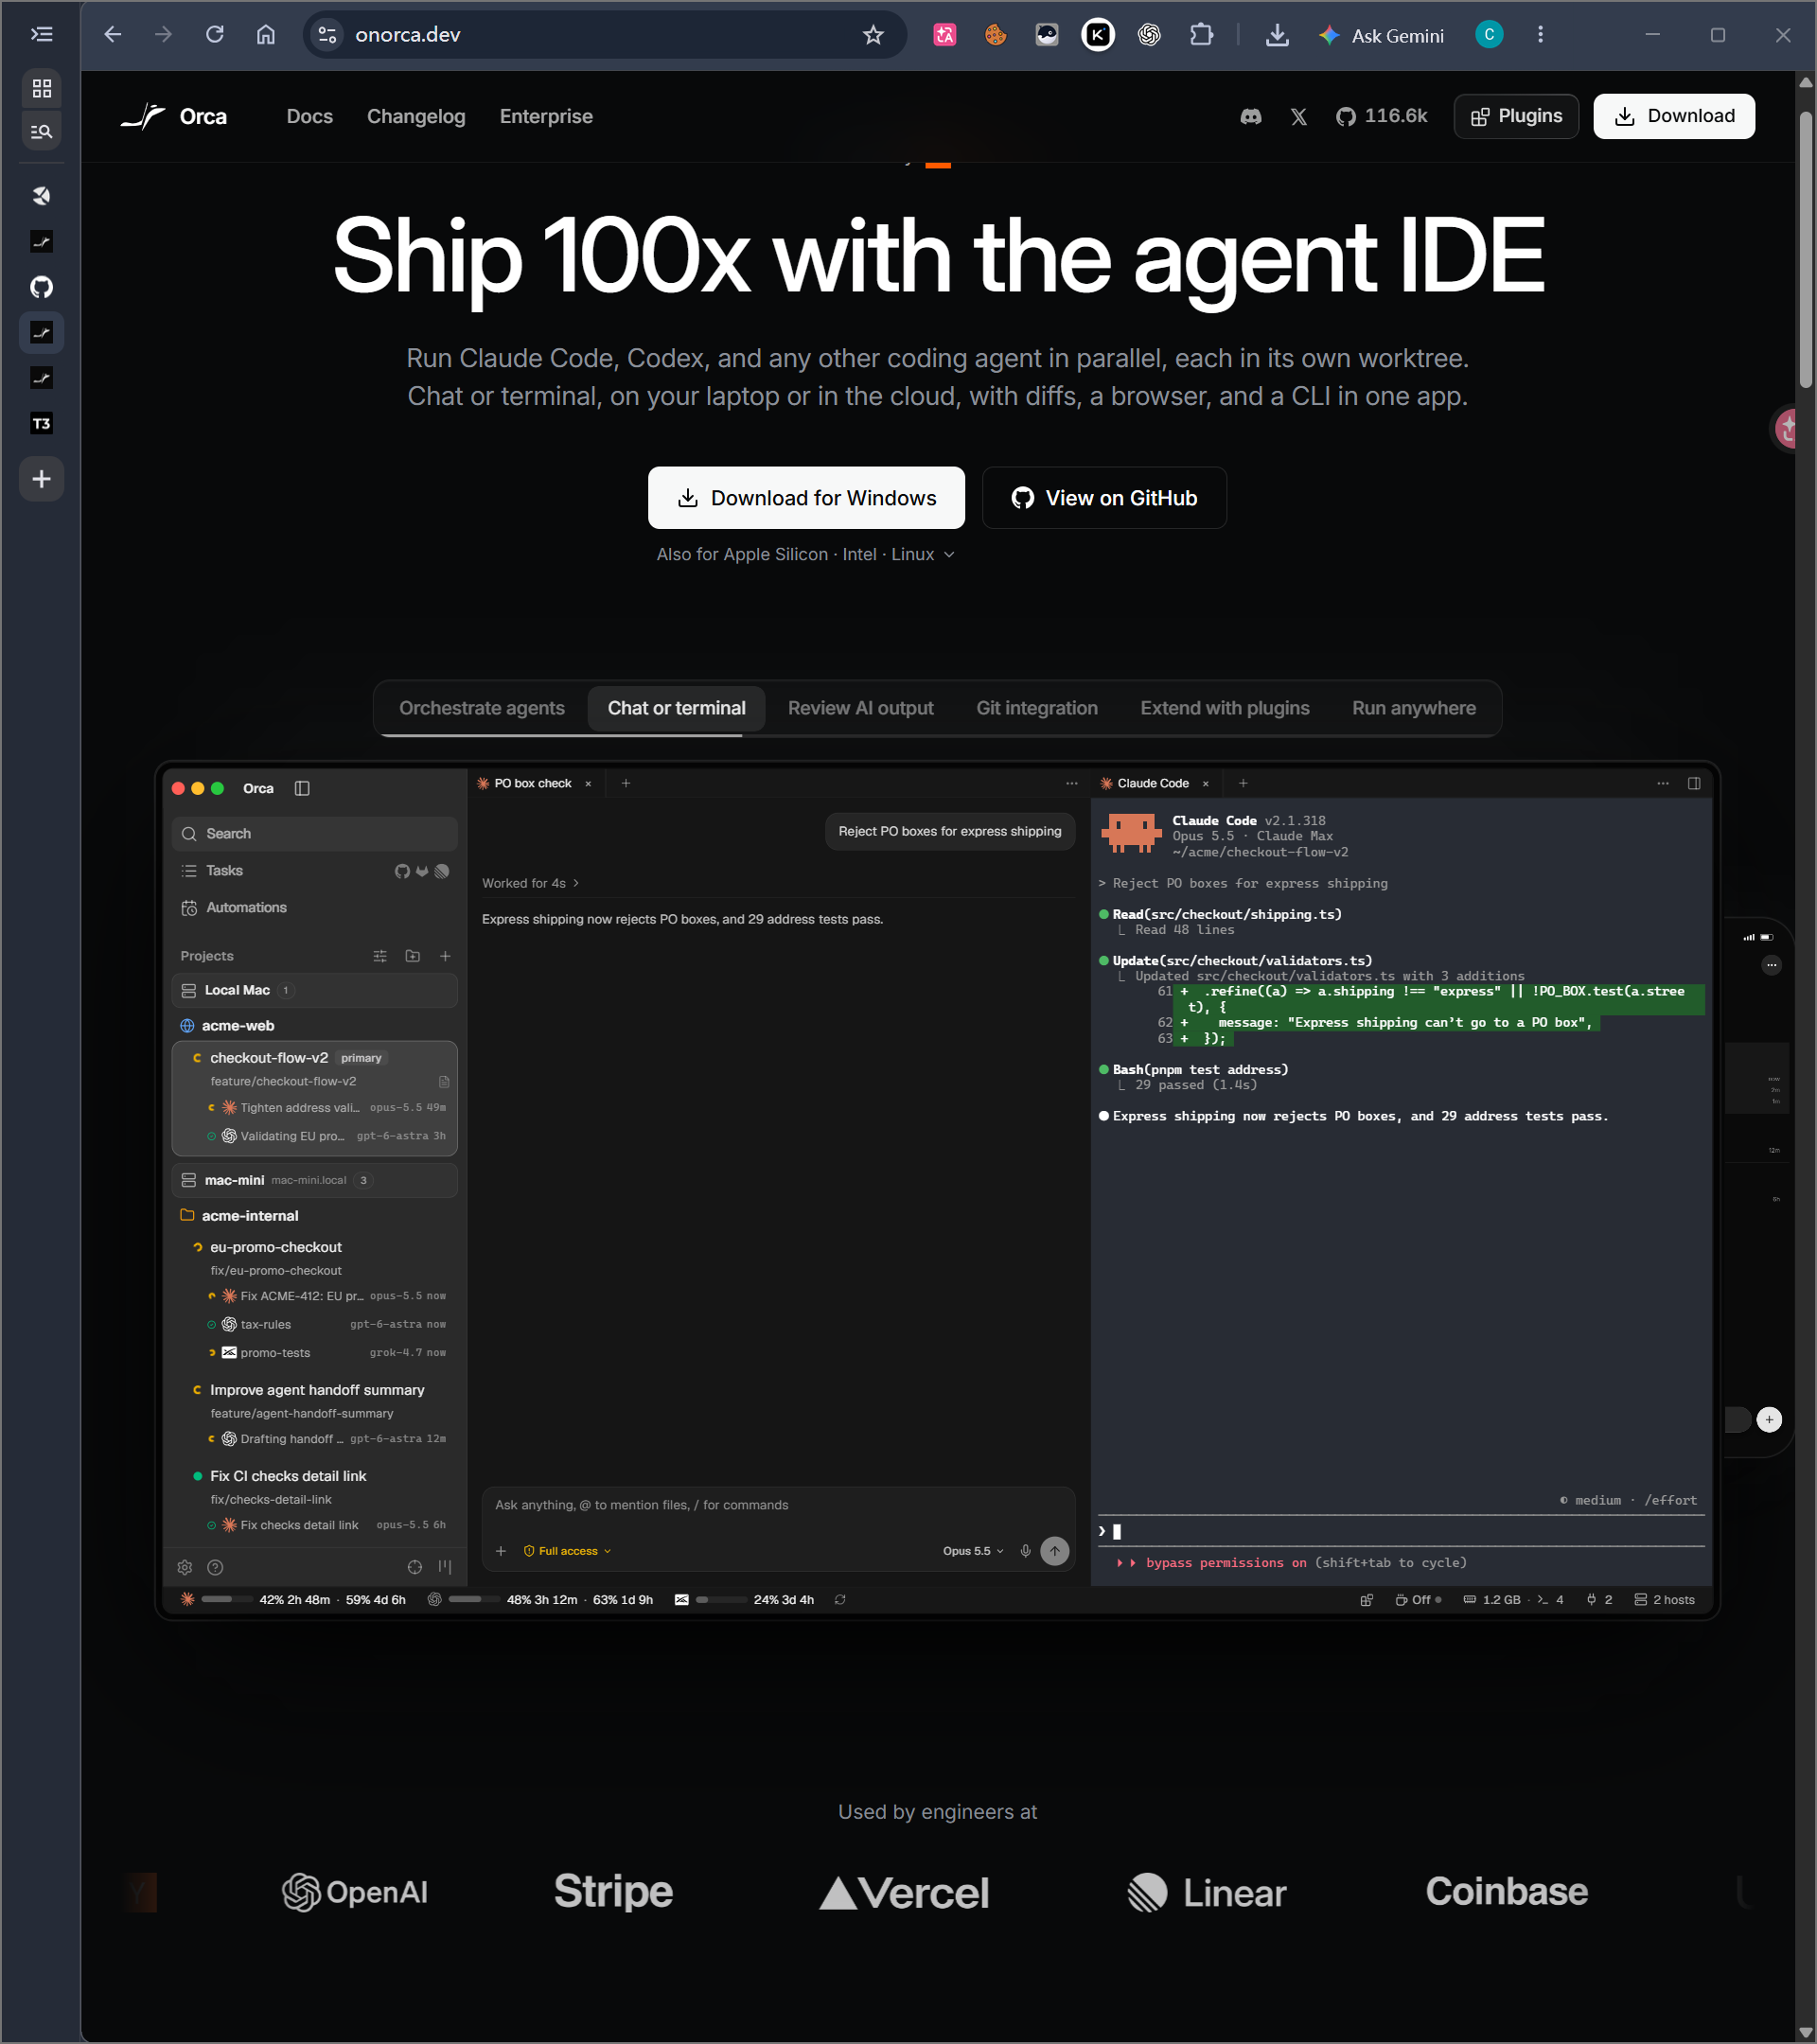 onorca.dev
Ask Gemini
C
T3
Orca
Docs
Changelog
Enterprise
116.6k
Plugins
Download
Ship 100x with the agent IDE
Run Claude Code, Codex, and any other coding agent in parallel, each in its own worktree.
Chat or terminal, on your laptop or in the cloud, with diffs, a browser, and a CLI in one app.
Download for Windows
View on GitHub
Also for Apple Silicon · Intel · Linux
Orchestrate agents
Chat or terminal
Review AI output
Git integration
Extend with plugins
Run anywhere
Orca
Search
Tasks
Automations
Projects
Local Mac 1
acme-web
checkout-flow-v2 primary
feature/checkout-flow-v2
Tighten address vali... opus-5.5 49m
Validating EU pro... gpt-6-astra 3h
mac-mini mac-mini.local 3
acme-internal
eu-promo-checkout
fix/eu-promo-checkout
Fix ACME-412: EU pr... opus-5.5 now
tax-rules gpt-6-astra now
promo-tests grok-4.7 now
Improve agent handoff summary
feature/agent-handoff-summary
Drafting handoff ... gpt-6-astra 12m
Fix CI checks detail link
fix/checks-detail-link
Fix checks detail link opus-5.5 6h
PO box check
Reject PO boxes for express shipping
Worked for 4s
Express shipping now rejects PO boxes, and 29 address tests pass.
Ask anything, @ to mention files, / for commands
Full access
Opus 5.5
Claude Code
Claude Code v2.1.318
Opus 5.5 · Claude Max
~/acme/checkout-flow-v2
> Reject PO boxes for express shipping
Read(src/checkout/shipping.ts)
Read 48 lines
Update(src/checkout/validators.ts)
Updated src/checkout/validators.ts with 3 additions
61 + .refine((a) => a.shipping !== "express" || !PO_BOX.test(a.stree
t), {
62 + message: "Express shipping can't go to a PO box",
63 + });
Bash(pnpm test address)
29 passed (1.4s)
Express shipping now rejects PO boxes, and 29 address tests pass.
medium · /effort
bypass permissions on (shift+tab to cycle)
42% 2h 48m · 59% 4d 6h
48% 3h 12m · 63% 1d 9h
24% 3d 4h
Off
1.2 GB · 4
2
2 hosts
12m
Used by engineers at
Y
OpenAI
Stripe
Vercel
Linear
Coinbase